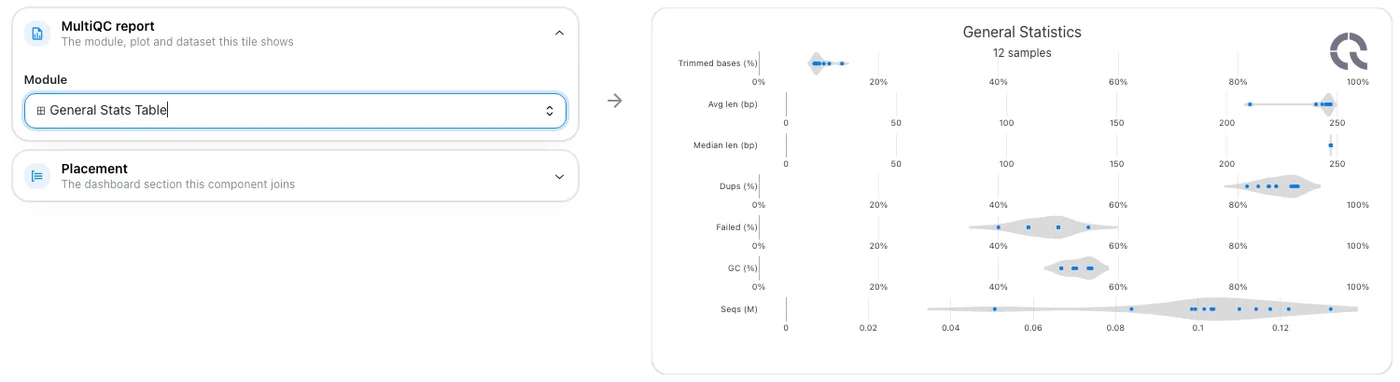 MultiQC report
The module, plot and dataset this tile shows
Module
General Stats Table
Placement
The dashboard section this component joins
General Statistics
12 samples
Trimmed bases (%)
0% 20% 40% 60% 80% 100%
Avg len (bp)
0 50 100 150 200 250
Median len (bp)
0 50 100 150 200 250
Dups (%)
0% 20% 40% 60% 80% 100%
Failed (%)
0% 20% 40% 60% 80% 100%
GC (%)
0% 20% 40% 60% 80% 100%
Seqs (M)
0 0.02 0.04 0.06 0.08 0.1 0.12